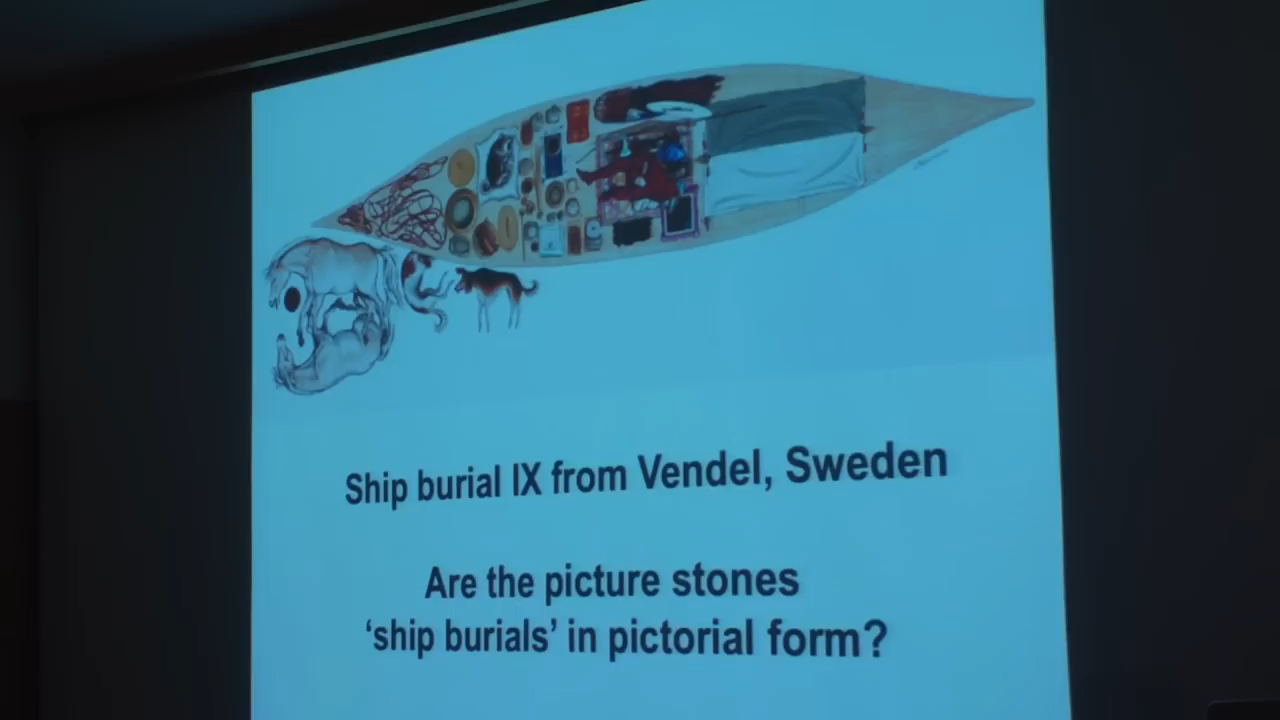 Ship burial IX from Vendel, Sweden
Are the picture stones
‘ship burials’ in pictorial form?